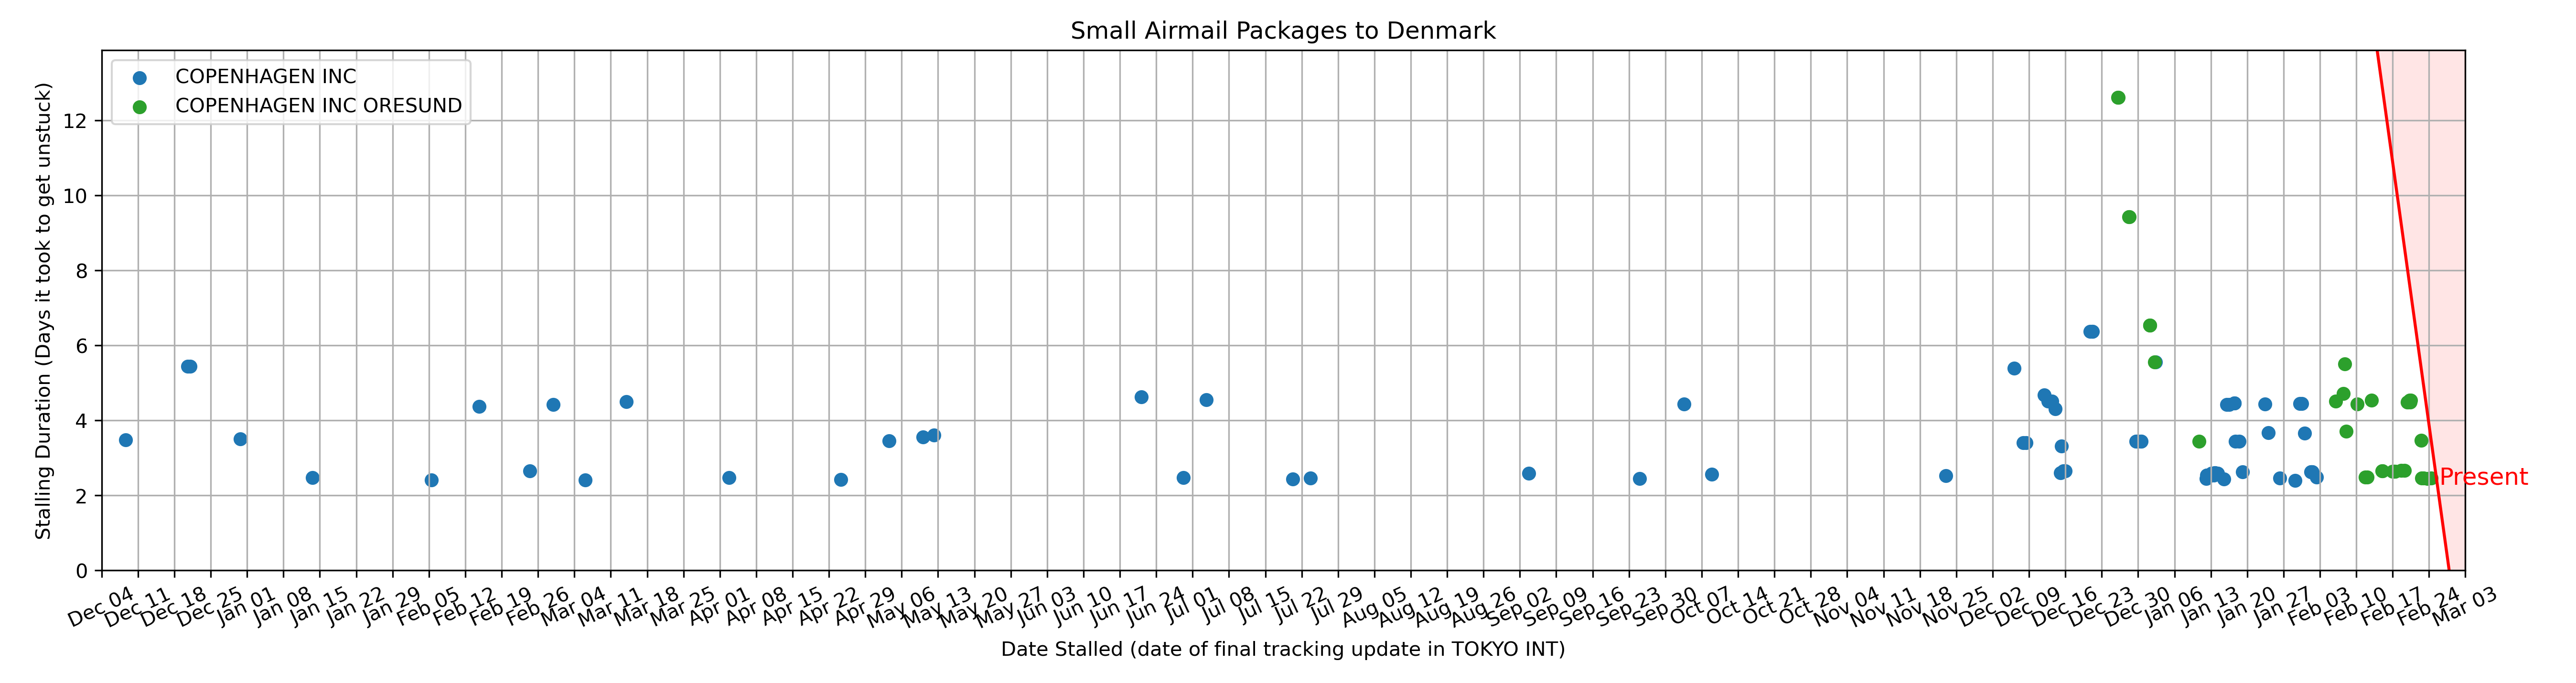 Small Airmail Packages to Denmark
COPENHAGEN INC
COPENHAGEN INC ORESUND
Stalling Duration (Days it took to get unstuck)
12
10
8
6
4
2
0
Present
Dec 04
Dec 11
Dec 18
Dec 25
Jan 01
Jan 08
Jan 15
Jan 22
Jan 29
Feb 05
Feb 12
Feb 19
Feb 26
Mar 04
Mar 11
Mar 18
Mar 25
Apr 01
Apr 08
Apr 15
Apr 22
Apr 29
May 06
May 13
May 20
May 27
Jun 03
Jun 10
Jun 17
Jun 24
Jul 01
Jul 08
Jul 15
Jul 22
Jul 29
Aug 05
Aug 12
Aug 19
Aug 26
Sep 02
Sep 09
Sep 16
Sep 23
Sep 30
Oct 07
Oct 14
Oct 21
Oct 28
Nov 04
Nov 11
Nov 18
Nov 25
Dec 02
Dec 09
Dec 16
Dec 23
Dec 30
Jan 06
Jan 13
Jan 20
Jan 27
Feb 03
Feb 10
Feb 17
Feb 24
Mar 03
Date Stalled (date of final tracking update in TOKYO INT)